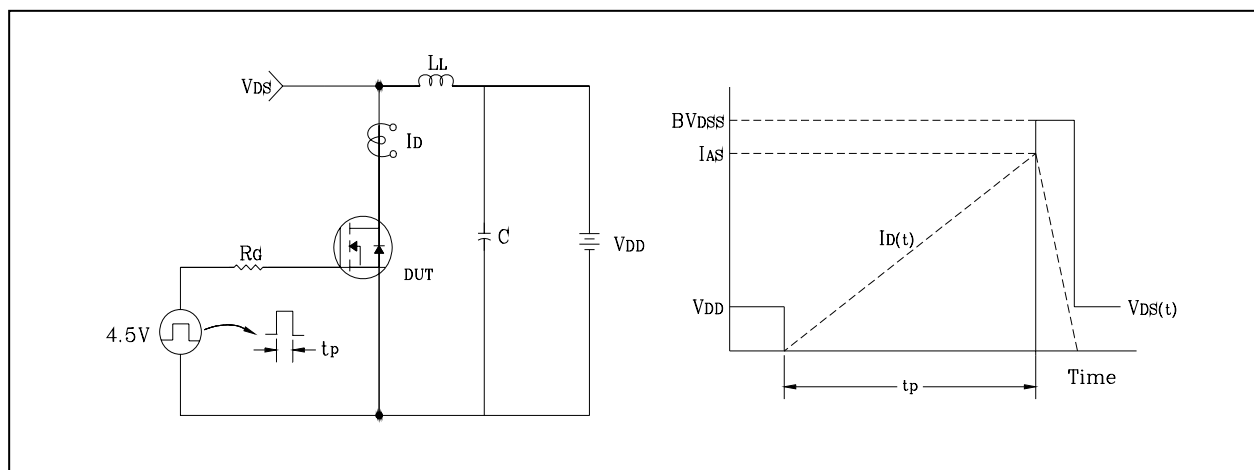 LL
VDS
ID
RG
DUT
C
VDD
4.5V
tp
BVDSS
IAS
ID(t)
VDD
VDS(t)
tp
Time